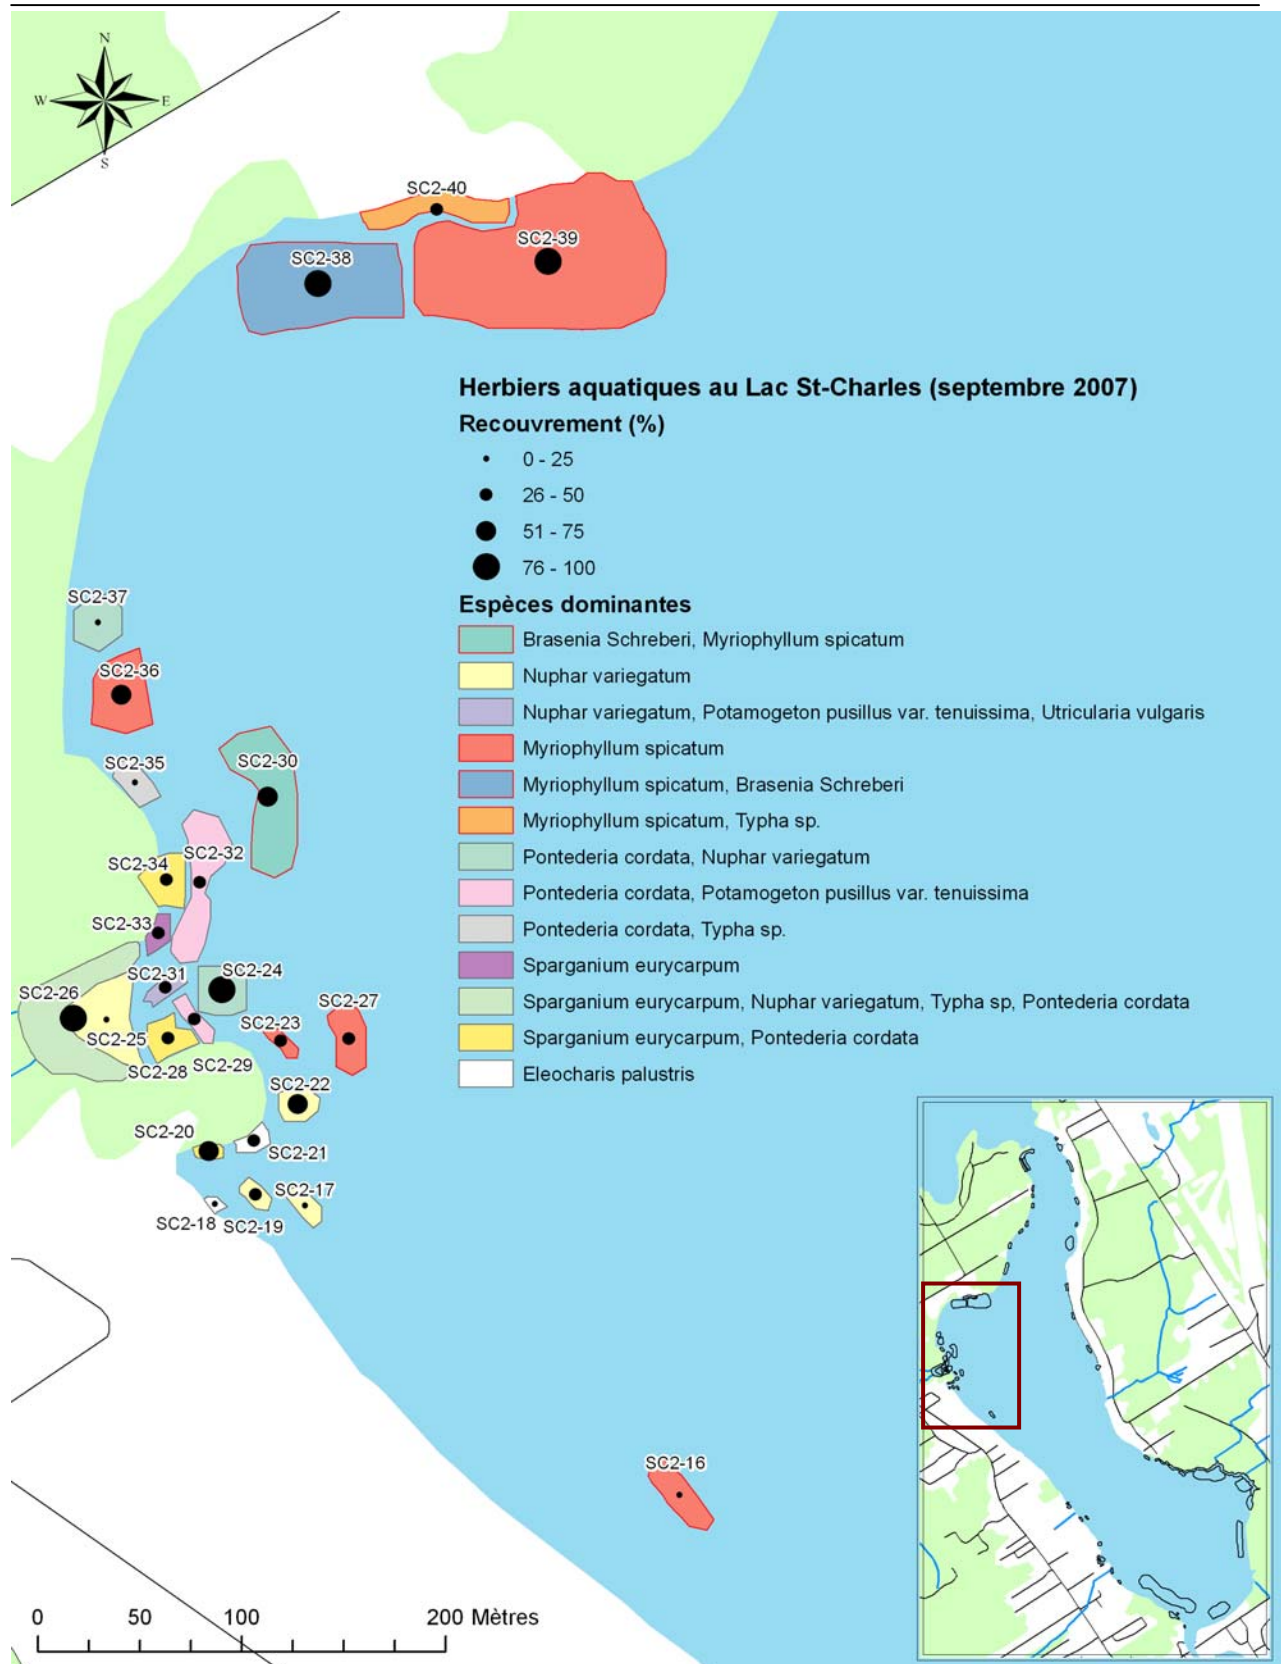 N
W E
S
SC2-40
SC2-39
SC2-38
Herbiers aquatiques au Lac St-Charles (septembre 2007)
Recouvrement (%)
0 - 25
26 - 50
51 - 75
76 - 100
Espèces dominantes
Brasenia Schreberi, Myriophyllum spicatum
Nuphar variegatum
Nuphar variegatum, Potamogeton pusillus var. tenuissima, Utricularia vulgaris
Myriophyllum spicatum
Myriophyllum spicatum, Brasenia Schreberi
Myriophyllum spicatum, Typha sp.
Pontederia cordata, Nuphar variegatum
Pontederia cordata, Potamogeton pusillus var. tenuissima
Pontederia cordata, Typha sp.
Sparganium eurycarpum
Sparganium eurycarpum, Nuphar variegatum, Typha sp, Pontederia cordata
Sparganium eurycarpum, Pontederia cordata
Eleocharis palustris
SC2-37
SC2-36
SC2-35
SC2-30
SC2-34
SC2-32
SC2-33
SC2-31
SC2-24
SC2-26
SC2-27
SC2-23
SC2-25
SC2-28
SC2-29
SC2-22
SC2-20
SC2-21
SC2-17
SC2-18
SC2-19
SC2-16
0 50 100 200 Mètres